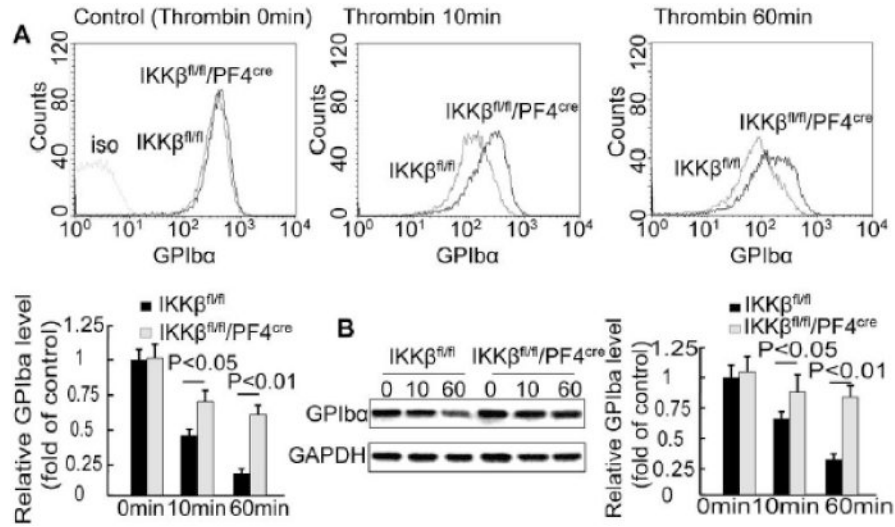 A
Control (Thrombin 0min)
120
80
40
0
Counts
IKKβfl/fl/PF4cre
iso
IKKβfl/fl
10⁰ 10¹ 10² 10³ 10⁴
GPIbα
Thrombin 10min
120
80
40
0
Counts
IKKβfl/fl/PF4cre
IKKβfl/fl
10⁰ 10¹ 10² 10³ 10⁴
GPIbα
Thrombin 60min
120
80
40
0
Counts
IKKβfl/fl/PF4cre
IKKβfl/fl
10⁰ 10¹ 10² 10³ 10⁴
GPIbα
Relative GPIba level
(fold of control)
IKKβfl/fl
IKKβfl/fl/PF4cre
1.25
1
0.75
0.5
0.25
0
P<0.05
P<0.01
0min 10min 60min
B
IKKβfl/fl IKKβfl/fl/PF4cre
0 10 60 0 10 60
GPIbα
GAPDH
Relative GPIba level
(fold of control)
IKKβfl/fl
IKKβfl/fl/PF4cre
1.25
1
0.75
0.5
0.25
0
P<0.05
P<0.01
0min 10min 60min